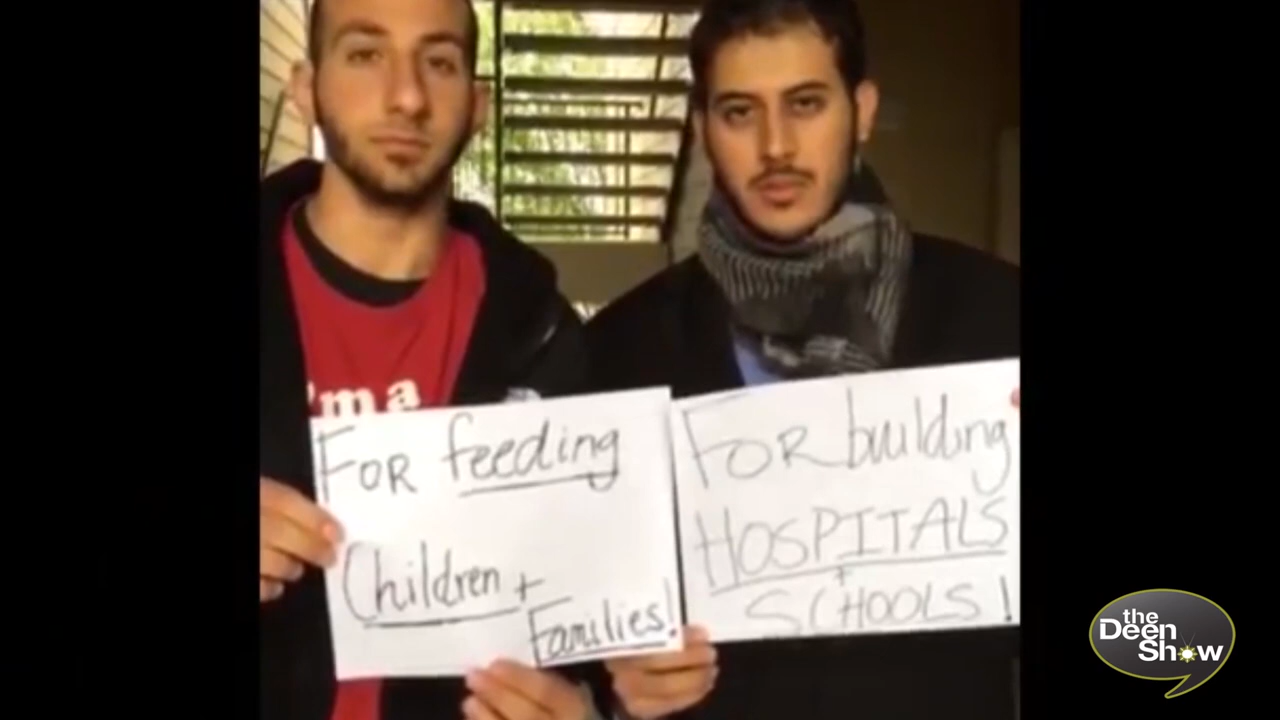 'm a
For feeding
Children +
Families!
For building
HOSPITALS
+
SCHOOLS!
the
Deen
Show